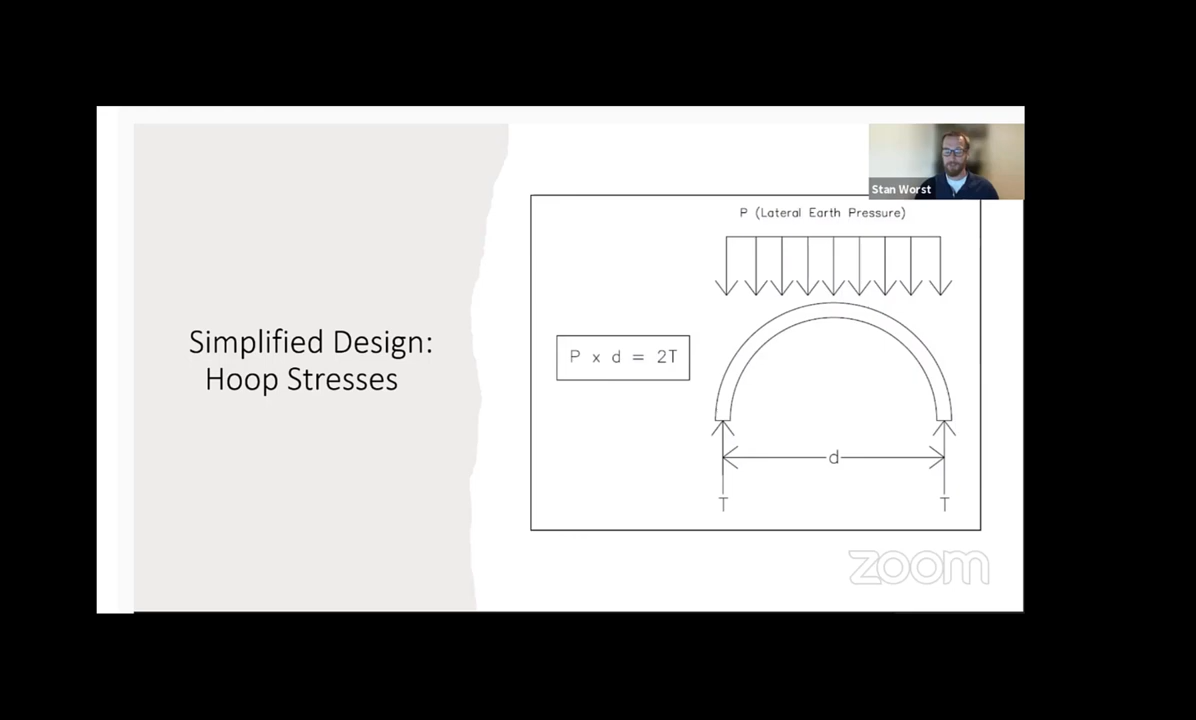 Stan Worst
P (Lateral Earth Pressure)
Simplified Design:
Hoop Stresses
P x d = 2T
d
T
T
zoom